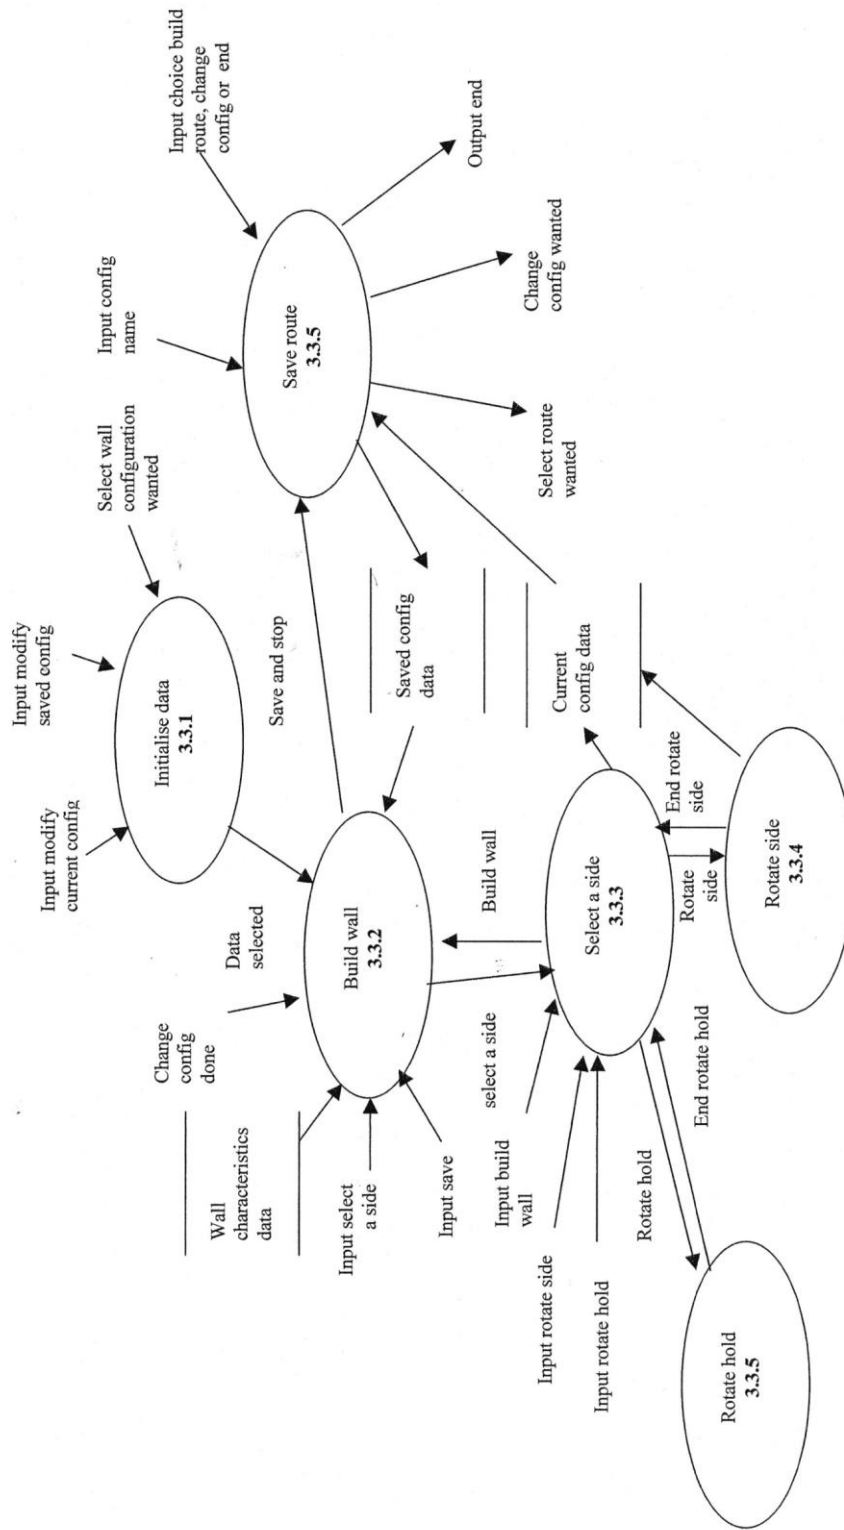 Input modify
current config
Input modify
saved config
Select wall
configuration
wanted
Input config
name
Input choice build
route, change
config or end
Initialise data
3.3.1
Change
config
done
Data
selected
Save and stop
Save route
3.3.5
Output end
Wall
characteristics
data
Build wall
3.3.2
Saved config
data
Change
config wanted
Input select
a side
Input save
select a side
Build wall
Select route
wanted
Input build
wall
Current
config data
Input rotate side
Input rotate hold
Select a side
3.3.3
Rotate hold
End rotate hold
Rotate
side
End rotate
side
Rotate hold
3.3.5
Rotate side
3.3.4